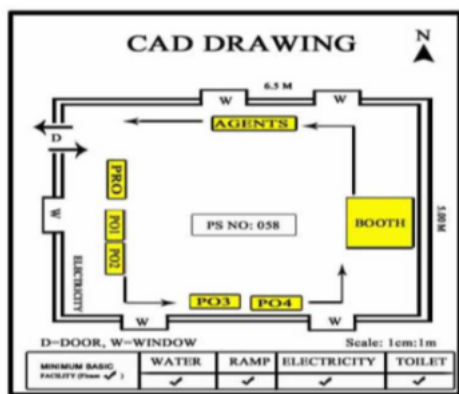 CAD DRAWING
N
6.5 M
W
W
AGENTS
D
PRO
W
PO1
PO2
PS NO: 058
BOOTH
5.00 M
ELECTRICITY
PO3
PO4
W
W
D=DOOR, W=WINDOW
Scale: 1cm:1m
MINIMUM BASIC
FACILITY (Please ✓)
WATER
RAMP
ELECTRICITY
TOILET
✓
✓
✓
✓